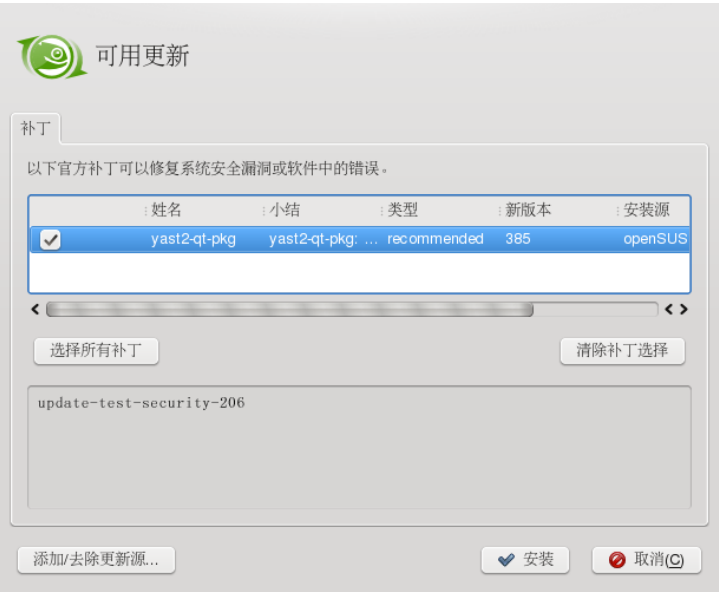 可用更新
补丁
以下官方补丁可以修复系统安全漏洞或软件中的错误。
姓名 小结 类型 新版本 安装源
yast2-qt-pkg yast2-qt-pkg: ... recommended 385 openSUS
选择所有补丁 清除补丁选择
update-test-security-206
添加/去除更新源... 安装 取消(C)